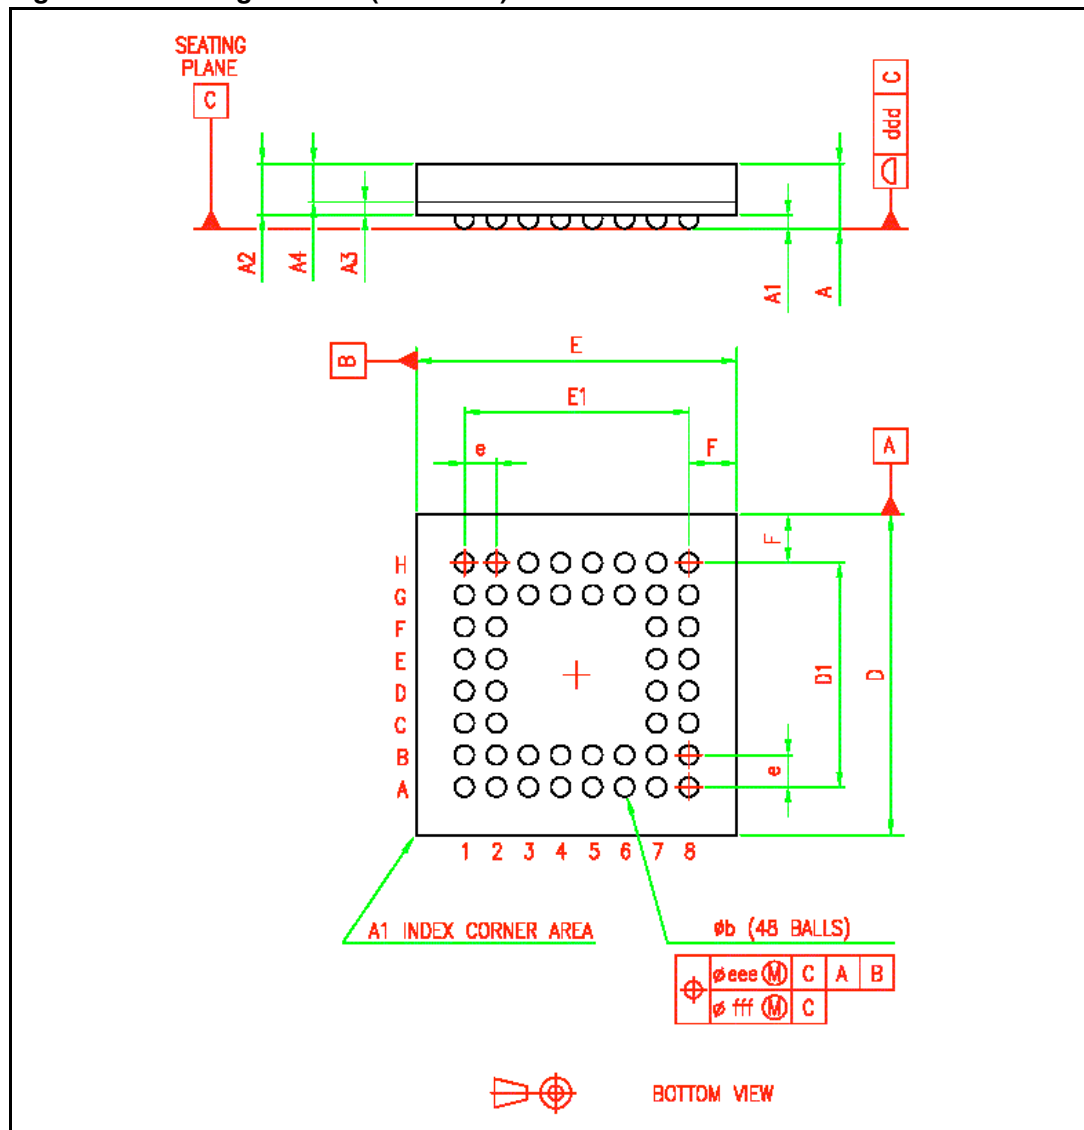 SEATING
PLANE
C
C
ddd
A2
A4
A3
A1
A
B
E
E1
e
F
A
F
H
G
F
E
D
C
B
A
D1
D
e
1 2 3 4 5 6 7 8
A1 INDEX CORNER AREA
øb (48 BALLS)
ø eee Ⓜ C A B
ø fff Ⓜ C
BOTTOM VIEW